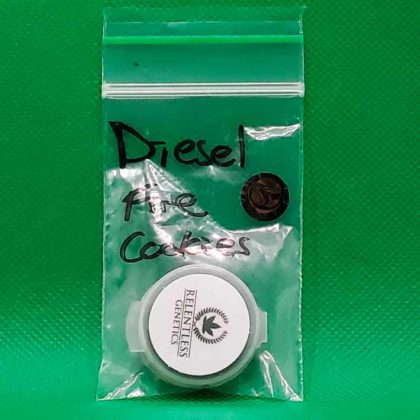 Diesel
Fire
Cookies
RELENTLESS
GENETICS